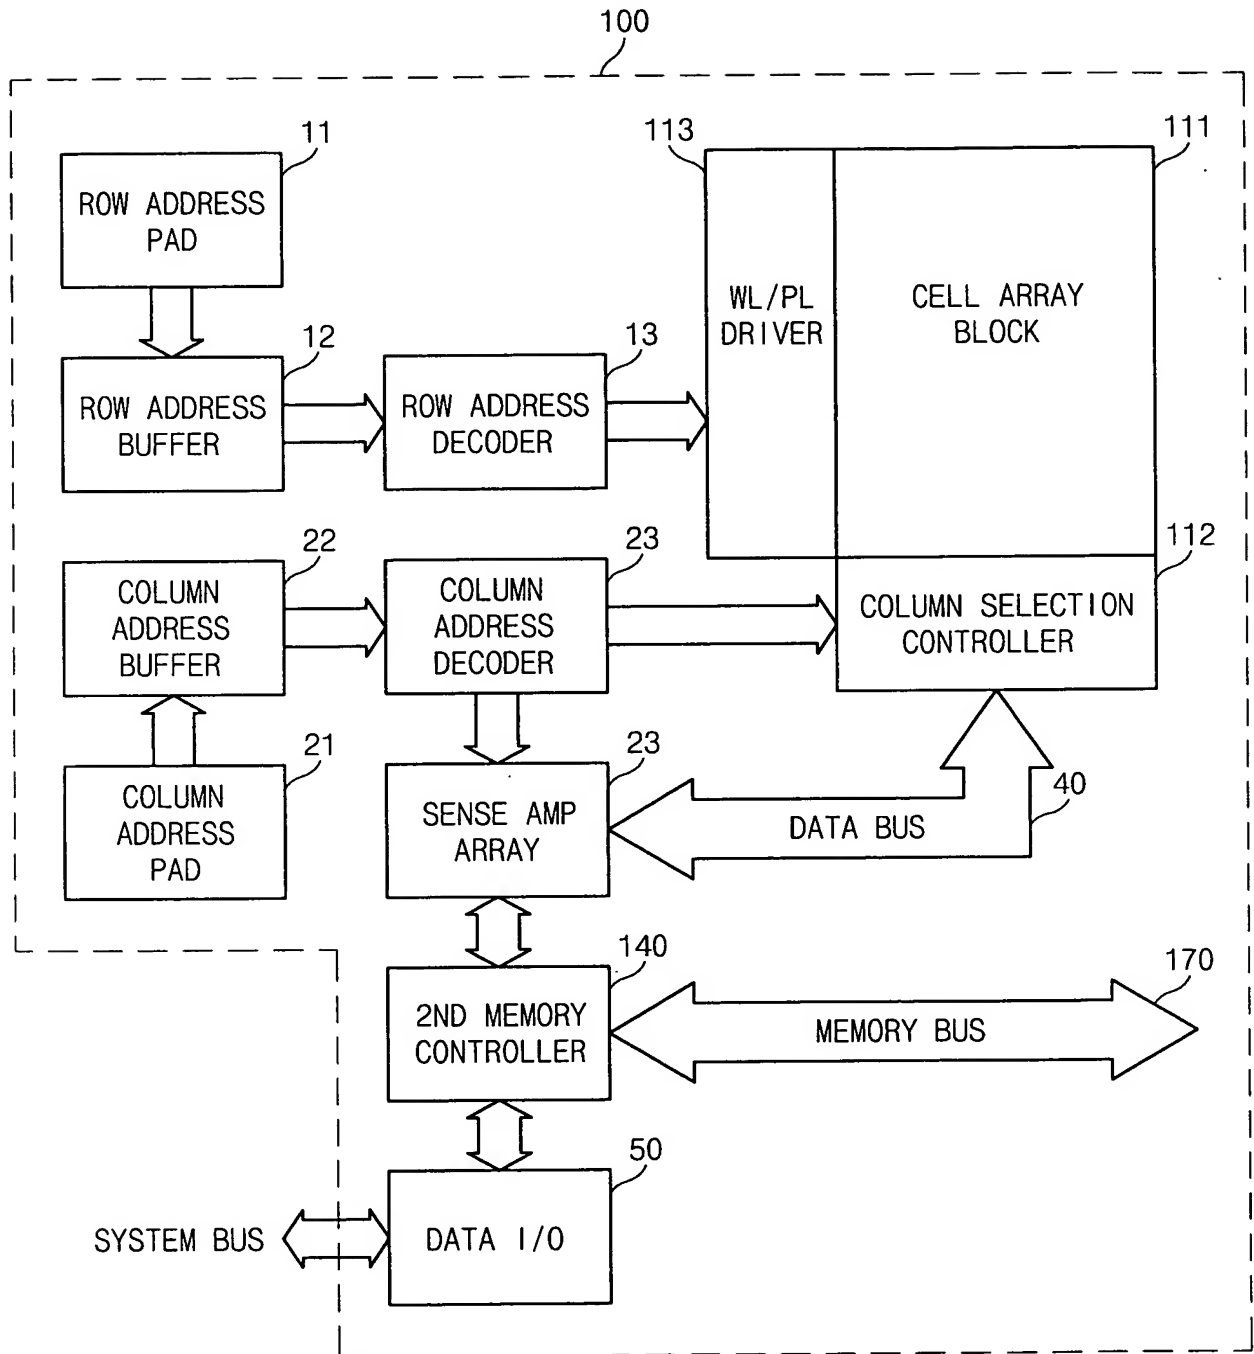 100
11
ROW ADDRESS
PAD
113
111
WL/PL
DRIVER
CELL ARRAY
BLOCK
12
ROW ADDRESS
BUFFER
13
ROW ADDRESS
DECODER
22
COLUMN
ADDRESS
BUFFER
23
COLUMN
ADDRESS
DECODER
112
COLUMN SELECTION
CONTROLLER
21
COLUMN
ADDRESS
PAD
23
SENSE AMP
ARRAY
DATA BUS
40
140
2ND MEMORY
CONTROLLER
MEMORY BUS
170
50
DATA I/O
SYSTEM BUS